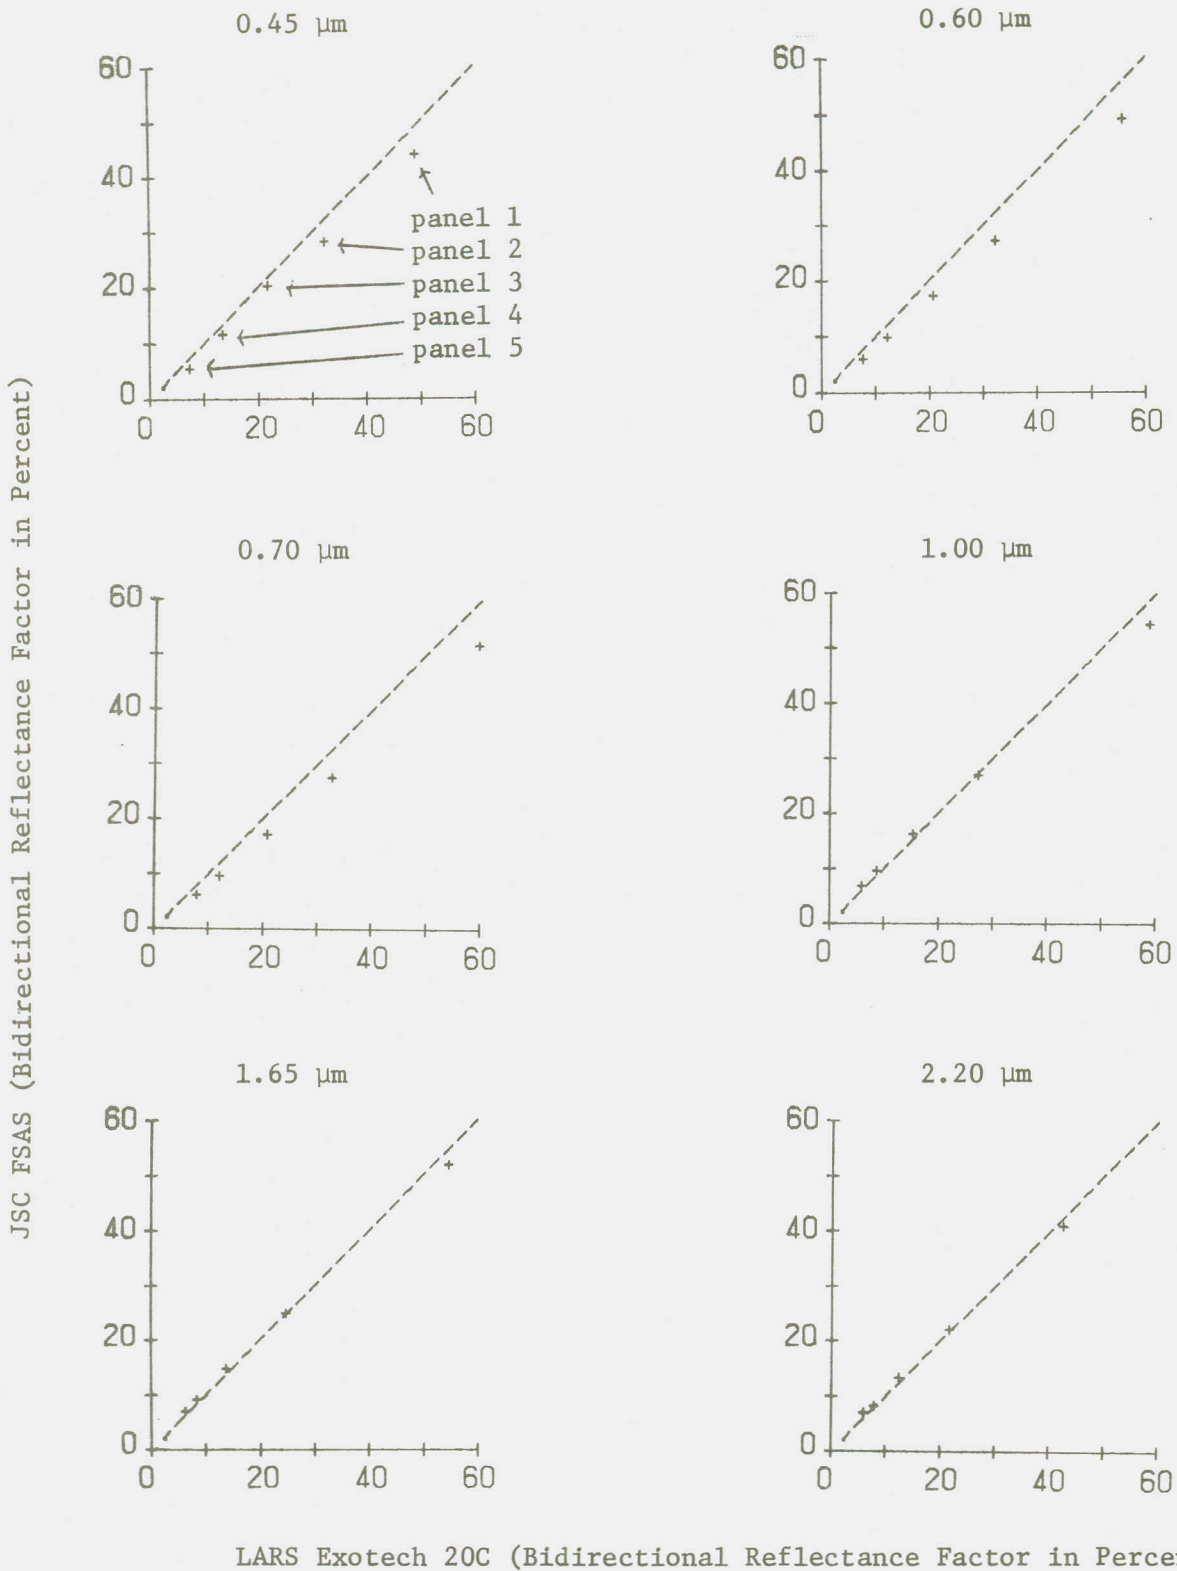 0.45 µm
60
40
20
0
0 20 40 60
panel 1
panel 2
panel 3
panel 4
panel 5
0.60 µm
60
40
20
0
0 20 40 60
0.70 µm
60
40
20
0
0 20 40 60
1.00 µm
60
40
20
0
0 20 40 60
1.65 µm
60
40
20
0
0 20 40 60
2.20 µm
60
40
20
0
0 20 40 60
JSC FSAS (Bidirectional Reflectance Factor in Percent)
LARS Exotech 20C (Bidirectional Reflectance Factor in Percen